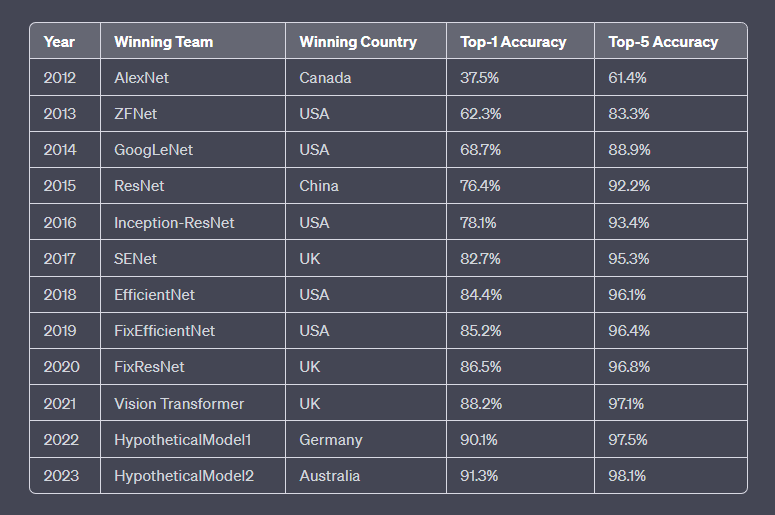 Year Winning Team Winning Country Top-1 Accuracy Top-5 Accuracy
2012 AlexNet Canada 37.5% 61.4%
2013 ZFNet USA 62.3% 83.3%
2014 GoogLeNet USA 68.7% 88.9%
2015 ResNet China 76.4% 92.2%
2016 Inception-ResNet USA 78.1% 93.4%
2017 SENet UK 82.7% 95.3%
2018 EfficientNet USA 84.4% 96.1%
2019 FixEfficientNet USA 85.2% 96.4%
2020 FixResNet UK 86.5% 96.8%
2021 Vision Transformer UK 88.2% 97.1%
2022 HypotheticalModel1 Germany 90.1% 97.5%
2023 HypotheticalModel2 Australia 91.3% 98.1%